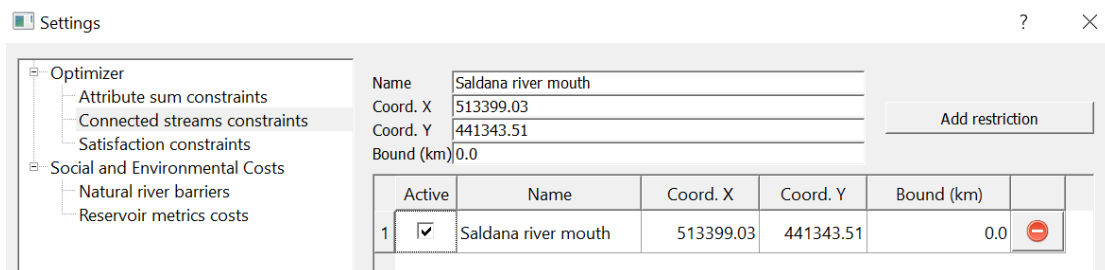 Settings ?
Optimizer
Attribute sum constraints
Connected streams constraints
Satisfaction constraints
Social and Environmental Costs
Natural river barriers
Reservoir metrics costs
Name Saldana river mouth
Coord. X 513399.03
Coord. Y 441343.51
Bound (km) 0.0
Add restriction
Active Name Coord. X Coord. Y Bound (km)
1 Saldana river mouth 513399.03 441343.51 0.0